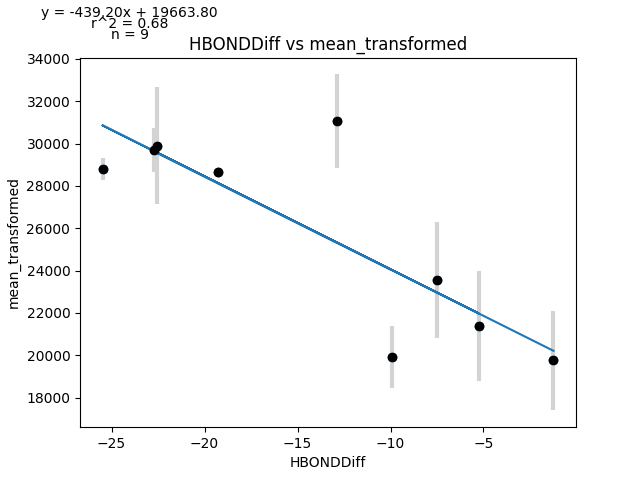 y = -439.20x + 19663.80
r^2 = 0.68
n = 9
HBONDDiff vs mean_transformed
34000
32000
30000
28000
26000
24000
22000
20000
18000
mean_transformed
−25
−20
−15
−10
−5
HBONDDiff